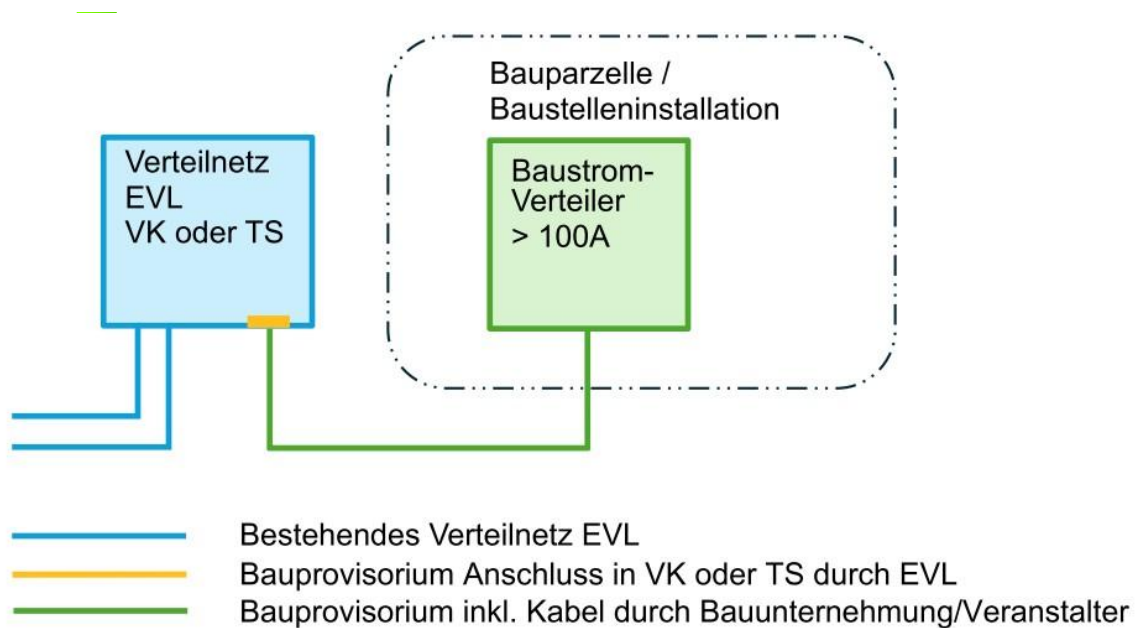 Bauparzelle /
Baustelleninstallation
Verteilnetz
EVL
VK oder TS
Baustrom-
Verteiler
> 100A
Bestehendes Verteilnetz EVL
Bauprovisorium Anschluss in VK oder TS durch EVL
Bauprovisorium inkl. Kabel durch Bauunternehmung/Veranstalter